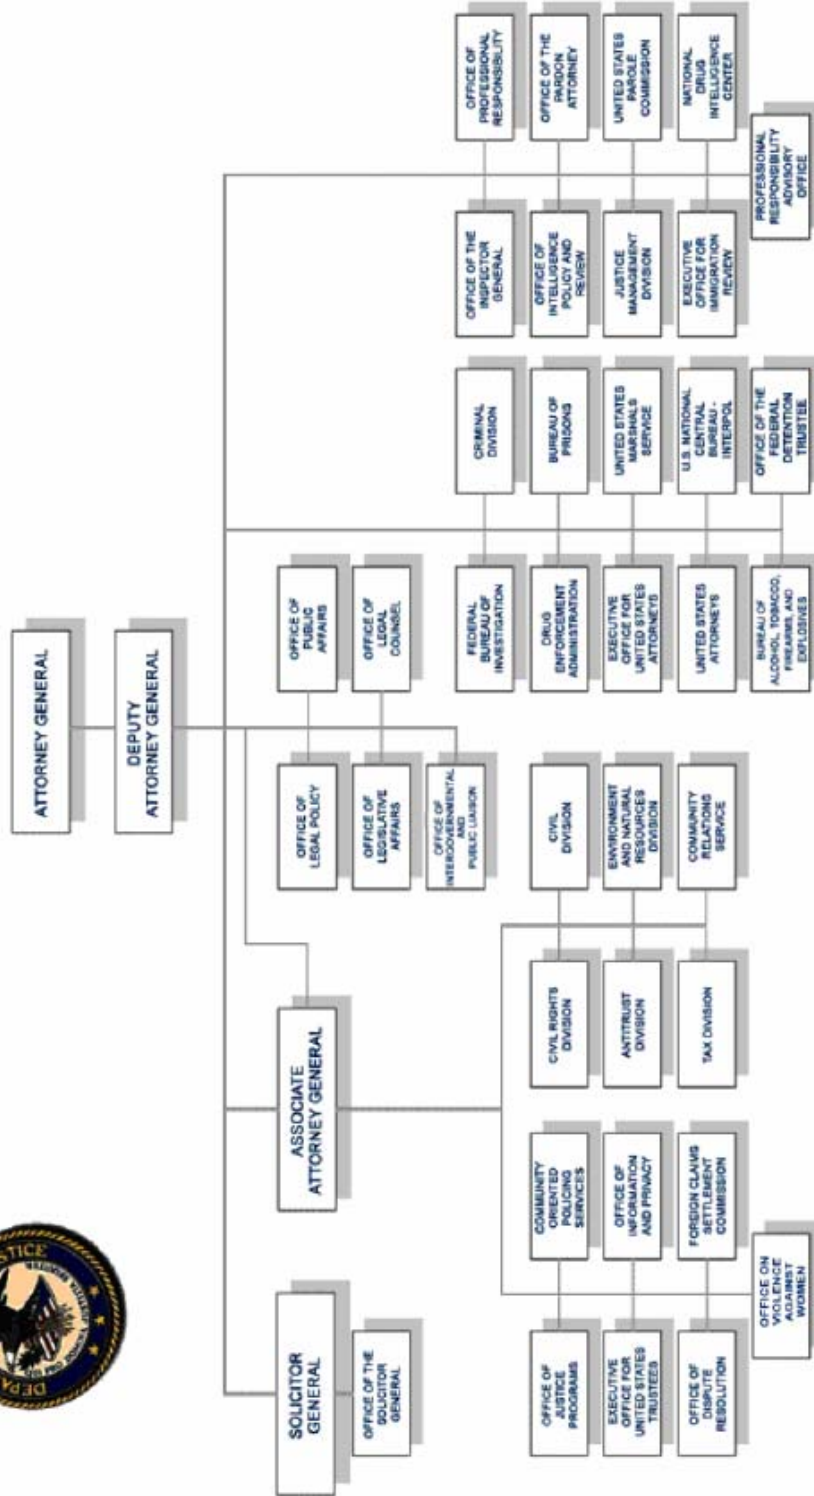 JUSTICE
DEPA
QUI PRO DOMINA JUSTITIA SEQUITUR
ATTORNEY GENERAL
DEPUTY
ATTORNEY GENERAL
SOLICITOR
GENERAL
OFFICE OF THE
SOLICITOR
GENERAL
ASSOCIATE
ATTORNEY GENERAL
OFFICE OF
LEGAL POLICY
OFFICE OF
PUBLIC
AFFAIRS
OFFICE OF
LEGISLATIVE
AFFAIRS
OFFICE OF
LEGAL
COUNSEL
OFFICE OF
INTERGOVERNMENTAL
AND
PUBLIC LIAISON
OFFICE OF
JUSTICE
PROGRAMS
COMMUNITY
ORIENTED
POLICING
SERVICES
EXECUTIVE
OFFICE FOR
UNITED STATES
TRUSTEES
OFFICE OF
INFORMATION
AND PRIVACY
OFFICE OF
DISPUTE
RESOLUTION
FOREIGN CLAIMS
SETTLEMENT
COMMISSION
OFFICE ON
VIOLENCE
AGAINST
WOMEN
CIVIL RIGHTS
DIVISION
CIVIL
DIVISION
ANTITRUST
DIVISION
ENVIRONMENT
AND NATURAL
RESOURCES
DIVISION
TAX DIVISION
COMMUNITY
RELATIONS
SERVICE
FEDERAL
BUREAU OF
INVESTIGATION
CRIMINAL
DIVISION
DRUG
ENFORCEMENT
ADMINISTRATION
BUREAU OF
PRISONS
EXECUTIVE
OFFICE FOR
UNITED STATES
ATTORNEYS
UNITED STATES
MARSHALS
SERVICE
UNITED STATES
ATTORNEYS
U.S. NATIONAL
CENTRAL
BUREAU -
INTERPOL
BUREAU OF
ALCOHOL, TOBACCO,
FIREARMS, AND
EXPLOSIVES
OFFICE OF THE
FEDERAL
DETENTION
TRUSTEE
OFFICE OF THE
INSPECTOR
GENERAL
OFFICE OF
PROFESSIONAL
RESPONSIBILITY
OFFICE OF
INTELLIGENCE
POLICY AND
REVIEW
OFFICE OF THE
PARDON
ATTORNEY
JUSTICE
MANAGEMENT
DIVISION
UNITED STATES
PAROLE
COMMISSION
EXECUTIVE
OFFICE FOR
IMMIGRATION
REVIEW
NATIONAL
DRUG
INTELLIGENCE
CENTER
PROFESSIONAL
RESPONSIBILITY
ADVISORY
OFFICE